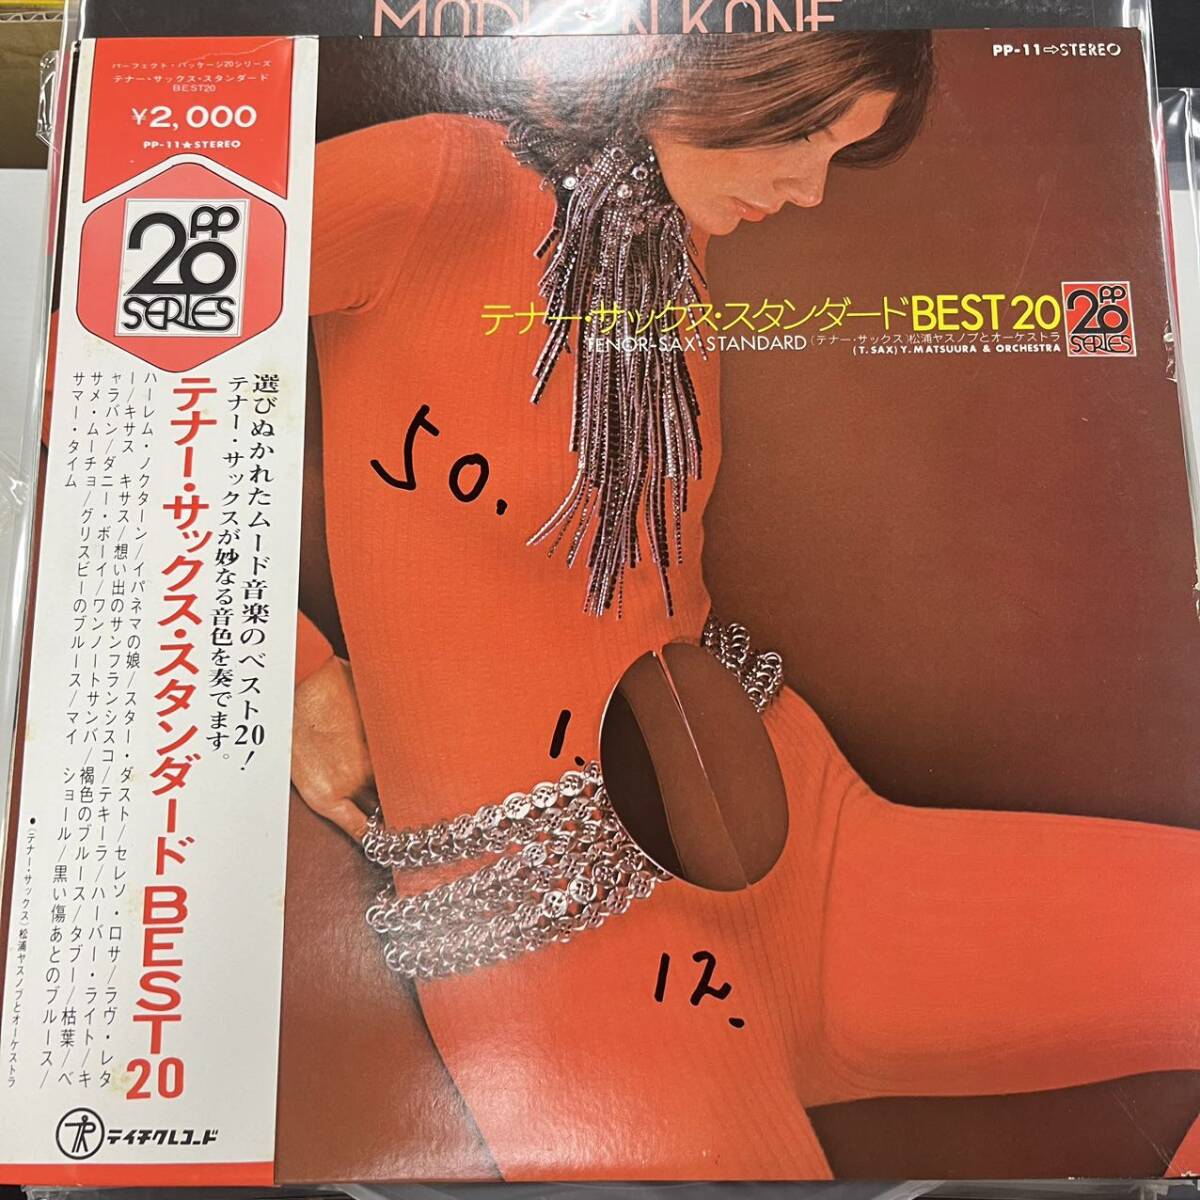 MARLEEN KANE
パーフェクト・パッケージ20シリーズ
テナー・サックス・スタンダード
BEST20
¥2,000
PP-11★STEREO
PP
20
SERIES
選びぬかれたムード音楽のベスト20!
テナー・サックスが妙なる音色を奏でます。
テナー・サックス・スタンダードBEST20
ハーレム・ノクターン/イパネマの娘/スター・ダスト/セレソ・ロサ/ラヴ・レタ
ー/キサス キサス キサス/想い出のサンフランシスコ/テキーラ/ハーバー・ライト/キ
ャラバン/ダニー・ボーイ/ワンノートサンバ/褐色のブルース/タブー/枯葉/ベ
サメ・ムーチョ/グリスビーのブルース/マイ ショール/黒い傷あとのブルース/
サマー・タイム
●(テナー・サックス)松浦ヤスノブとオーケストラ
テイチクレコード
PP-11⇨STEREO
テナー・サックス・スタンダードBEST20
TENOR-SAX STANDARD (テナー・サックス)松浦ヤスノブとオーケストラ
(T.SAX) Y. MATSUURA & ORCHESTRA
PP
20
SERIES
50.
1.
12.